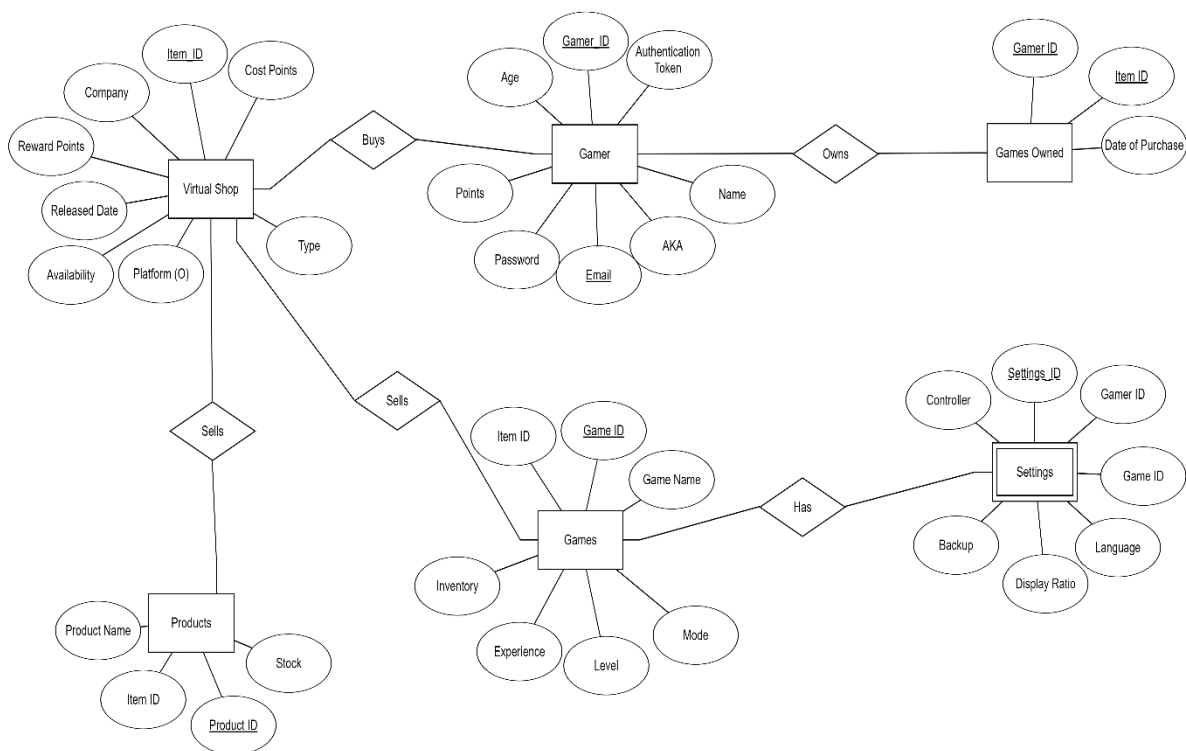 Item_ID
Cost Points
Company
Reward Points
Virtual Shop
Released Date
Availability
Platform (O)
Type
Buys
Gamer_ID
Authentication
Token
Age
Gamer
Points
Name
Password
Email
AKA
Owns
Gamer ID
Item ID
Games Owned
Date of Purchase
Sells
Products
Product Name
Stock
Item ID
Product ID
Sells
Item ID
Game ID
Game Name
Games
Inventory
Experience
Level
Mode
Has
Settings_ID
Controller
Gamer ID
Settings
Game ID
Backup
Language
Display Ratio